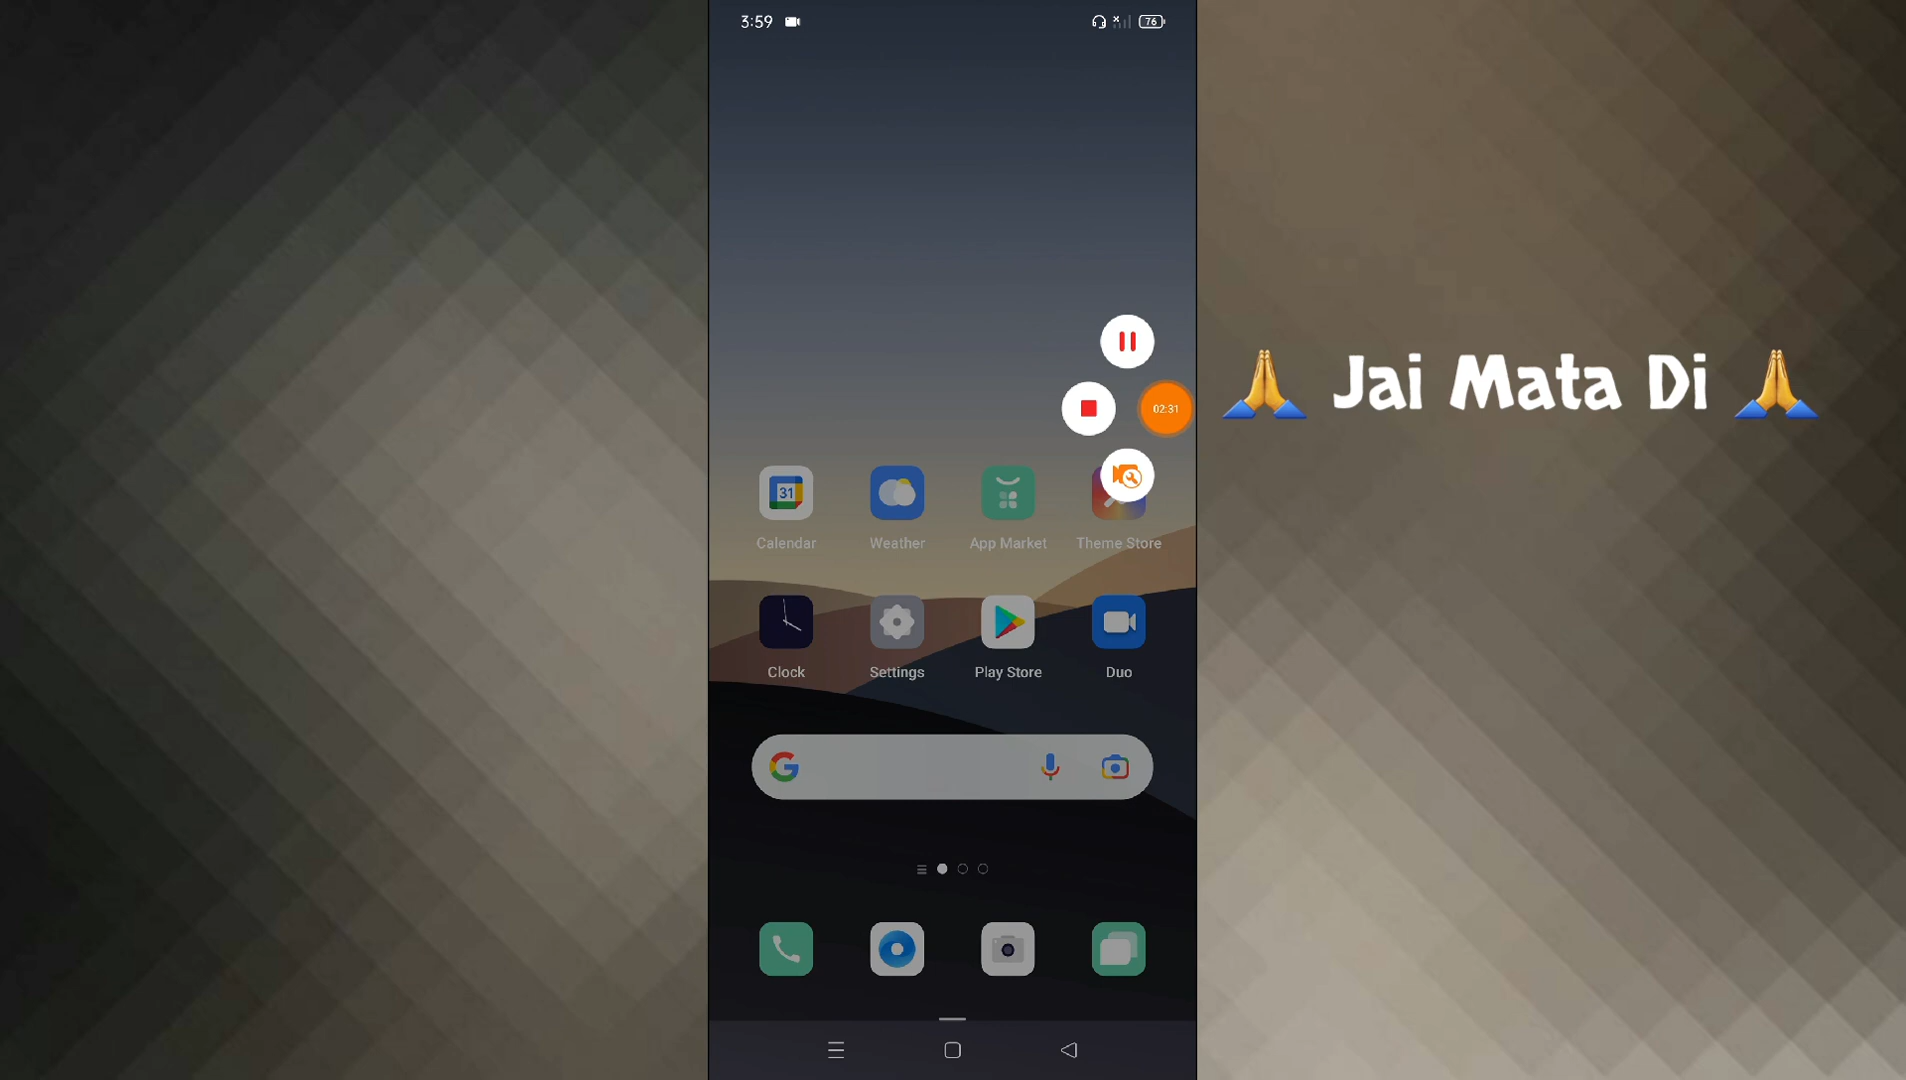 3:59
76
🙏 Jai Mata Di 🙏
02:31
31
Calendar Weather App Market Theme Store
Clock Settings Play Store Duo
G